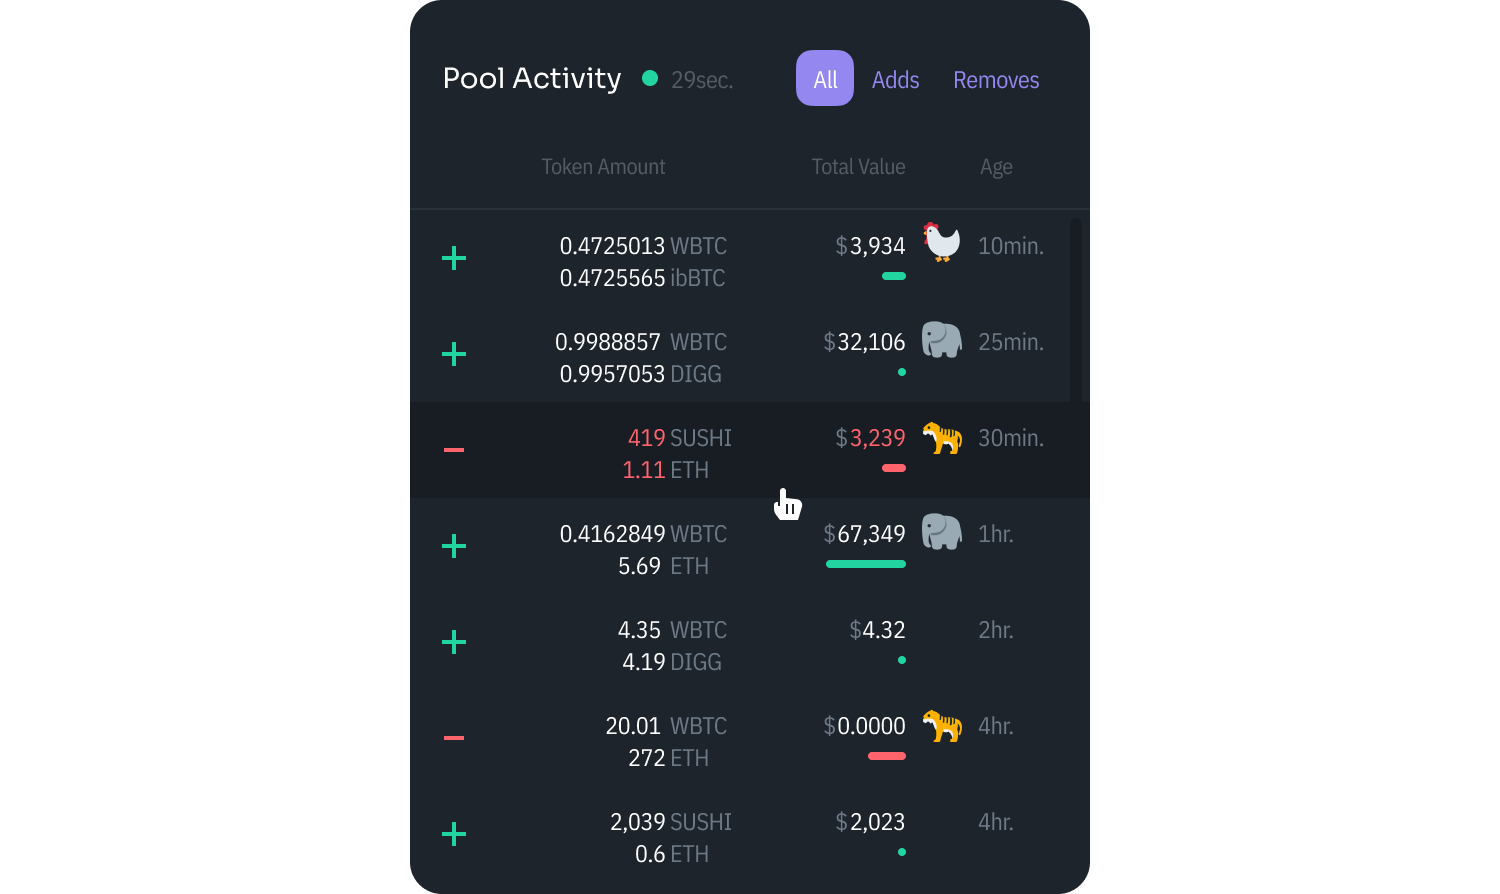 Pool Activity 29sec. All Adds Removes
Token Amount Total Value Age
+ 0.4725013 WBTC $3,934 10min.
0.4725565 ibBTC
+ 0.9988857 WBTC $32,106 25min.
0.9957053 DIGG
− 419 SUSHI $3,239 30min.
1.11 ETH
+ 0.4162849 WBTC $67,349 1hr.
5.69 ETH
+ 4.35 WBTC $4.32 2hr.
4.19 DIGG
− 20.01 WBTC $0.0000 4hr.
272 ETH
+ 2,039 SUSHI $2,023 4hr.
0.6 ETH